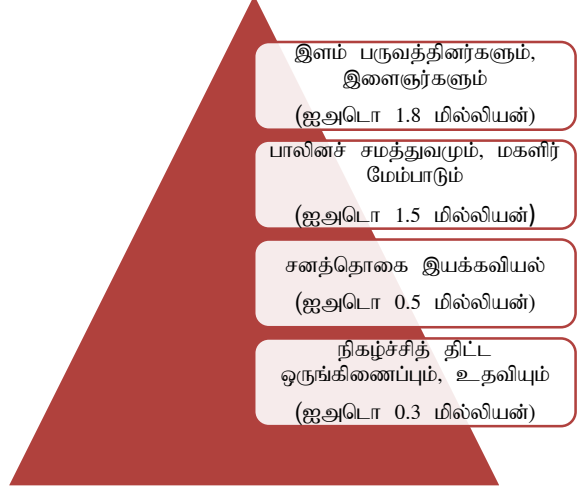 இளம் பருவத்தினர்களும்,
இளைஞர்களும்
(ஐஅடொ 1.8 மில்லியன்)
பாலினச் சமத்துவமும், மகளிர்
மேம்பாடும்
(ஐஅடொ 1.5 மில்லியன்)
சனத்தொகை இயக்கவியல்
(ஐஅடொ 0.5 மில்லியன்)
நிகழ்ச்சித் திட்ட
ஒருங்கிணைப்பும், உதவியும்
(ஐஅடொ 0.3 மில்லியன்)